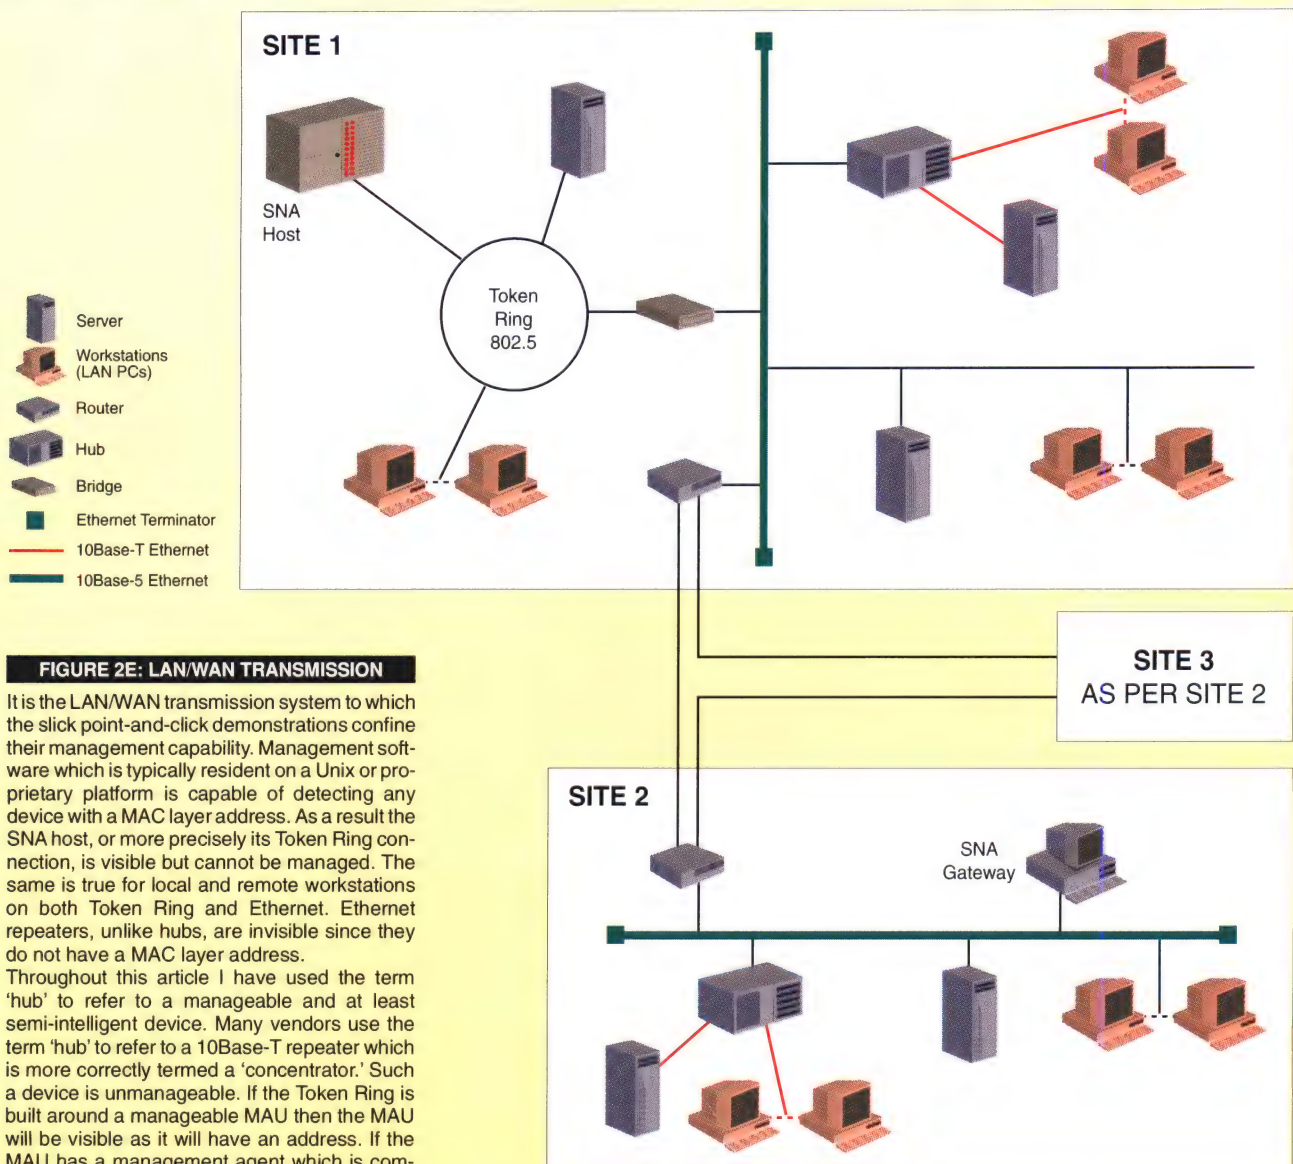 SITE 1
SNA
Host
Token
Ring
802.5
Server
Workstations
(LAN PCs)
Router
Hub
Bridge
Ethernet Terminator
10Base-T Ethernet
10Base-5 Ethernet
SITE 3
AS PER SITE 2
SITE 2
SNA
Gateway
FIGURE 2E: LAN/WAN TRANSMISSION
It is the LAN/WAN transmission system to which
the slick point-and-click demonstrations confine
their management capability. Management soft-
ware which is typically resident on a Unix or pro-
prietary platform is capable of detecting any
device with a MAC layer address. As a result the
SNA host, or more precisely its Token Ring con-
nection, is visible but cannot be managed. The
same is true for local and remote workstations
on both Token Ring and Ethernet. Ethernet
repeaters, unlike hubs, are invisible since they
do not have a MAC layer address.
Throughout this article I have used the term
'hub' to refer to a manageable and at least
semi-intelligent device. Many vendors use the
term 'hub' to refer to a 10Base-T repeater which
is more correctly termed a 'concentrator.' Such
a device is unmanageable. If the Token Ring is
built around a manageable MAU then the MAU
will be visible as it will have an address. If the
MAU has a management agent which is com-